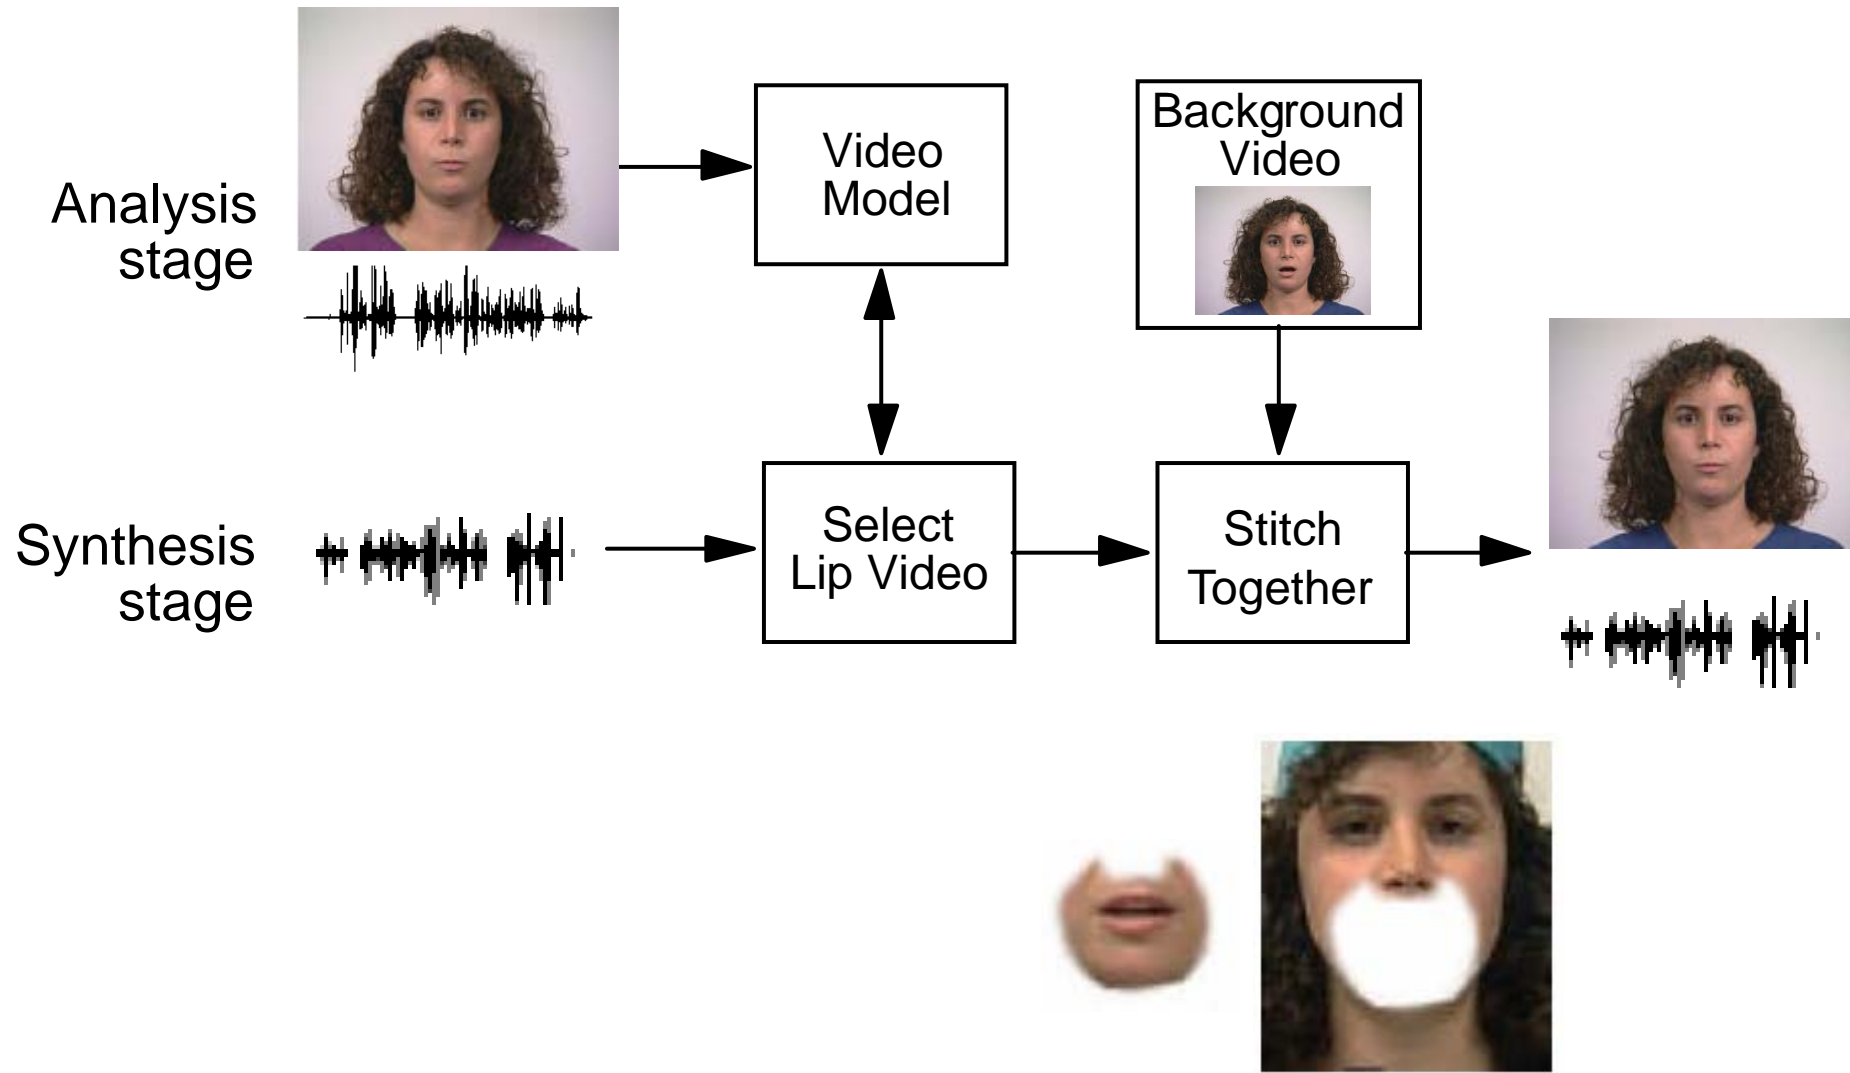 Analysis
stage
Video
Model
Background
Video
Synthesis
stage
Select
Lip Video
Stitch
Together